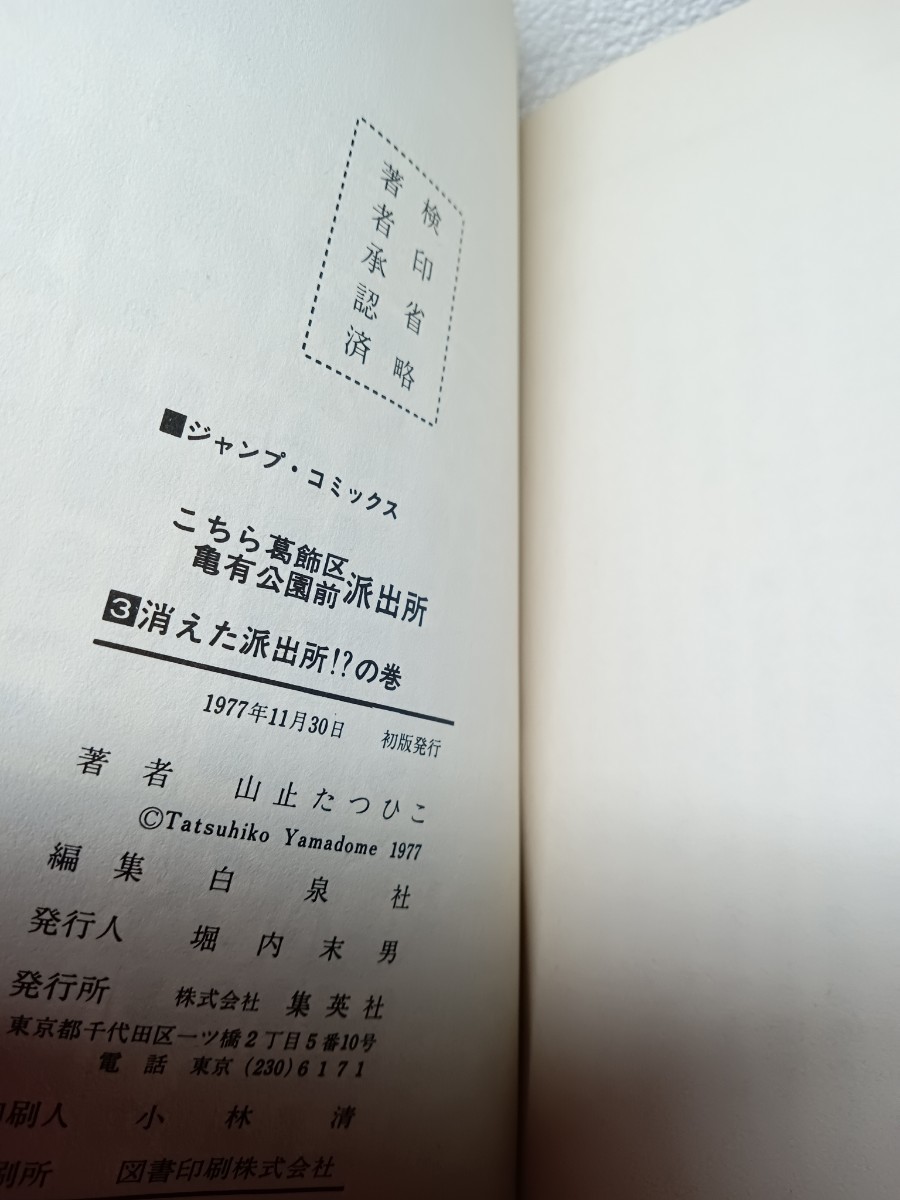 検印省略
著者承認済
■ジャンプ・コミックス
こちら葛飾区
亀有公園前派出所
3消えた派出所!?の巻
1977年11月30日 初版発行
著者 山止たつひこ
©Tatsuhiko Yamadome 1977
編集 白泉社
発行人 堀内末男
発行所 株式会社 集英社
東京都千代田区一ツ橋2丁目5番10号
電話 東京(230)6171
印刷人 小林清
刷所 図書印刷株式会社